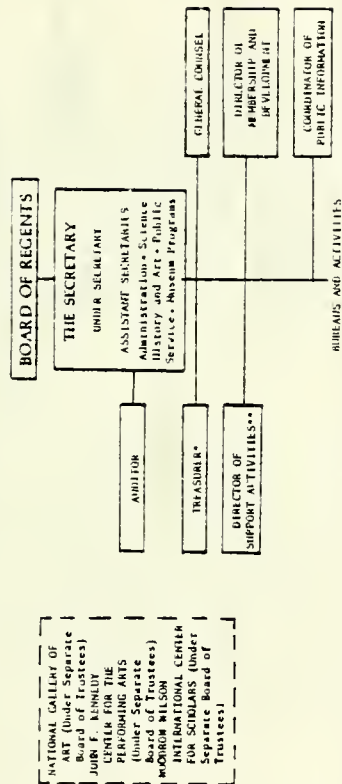 BOARD OF REGENTS
THE SECRETARY
UNDER SECRETARY
ASSISTANT SECRETARIES
Administration • Science
History and Art • Public
Service • Museum Programs
AUDITOR
GENERAL COUNSEL
TREASURER*
DIRECTOR OF
MEMBERSHIP AND
DEVELOPMENT
DIRECTOR OF
SUPPORT ACTIVITIES**
COORDINATOR OF
PUBLIC INFORMATION
BUREAUS AND ACTIVITIES
NATIONAL GALLERY OF
ART (Under Separate
Board of Trustees)
JOHN F. KENNEDY
CENTER FOR THE
PERFORMING ARTS
(Under Separate
Board of Trustees)
WOODROW WILSON
INTERNATIONAL CENTER
FOR SCHOLARS (Under
Separate Board of
Trustees)